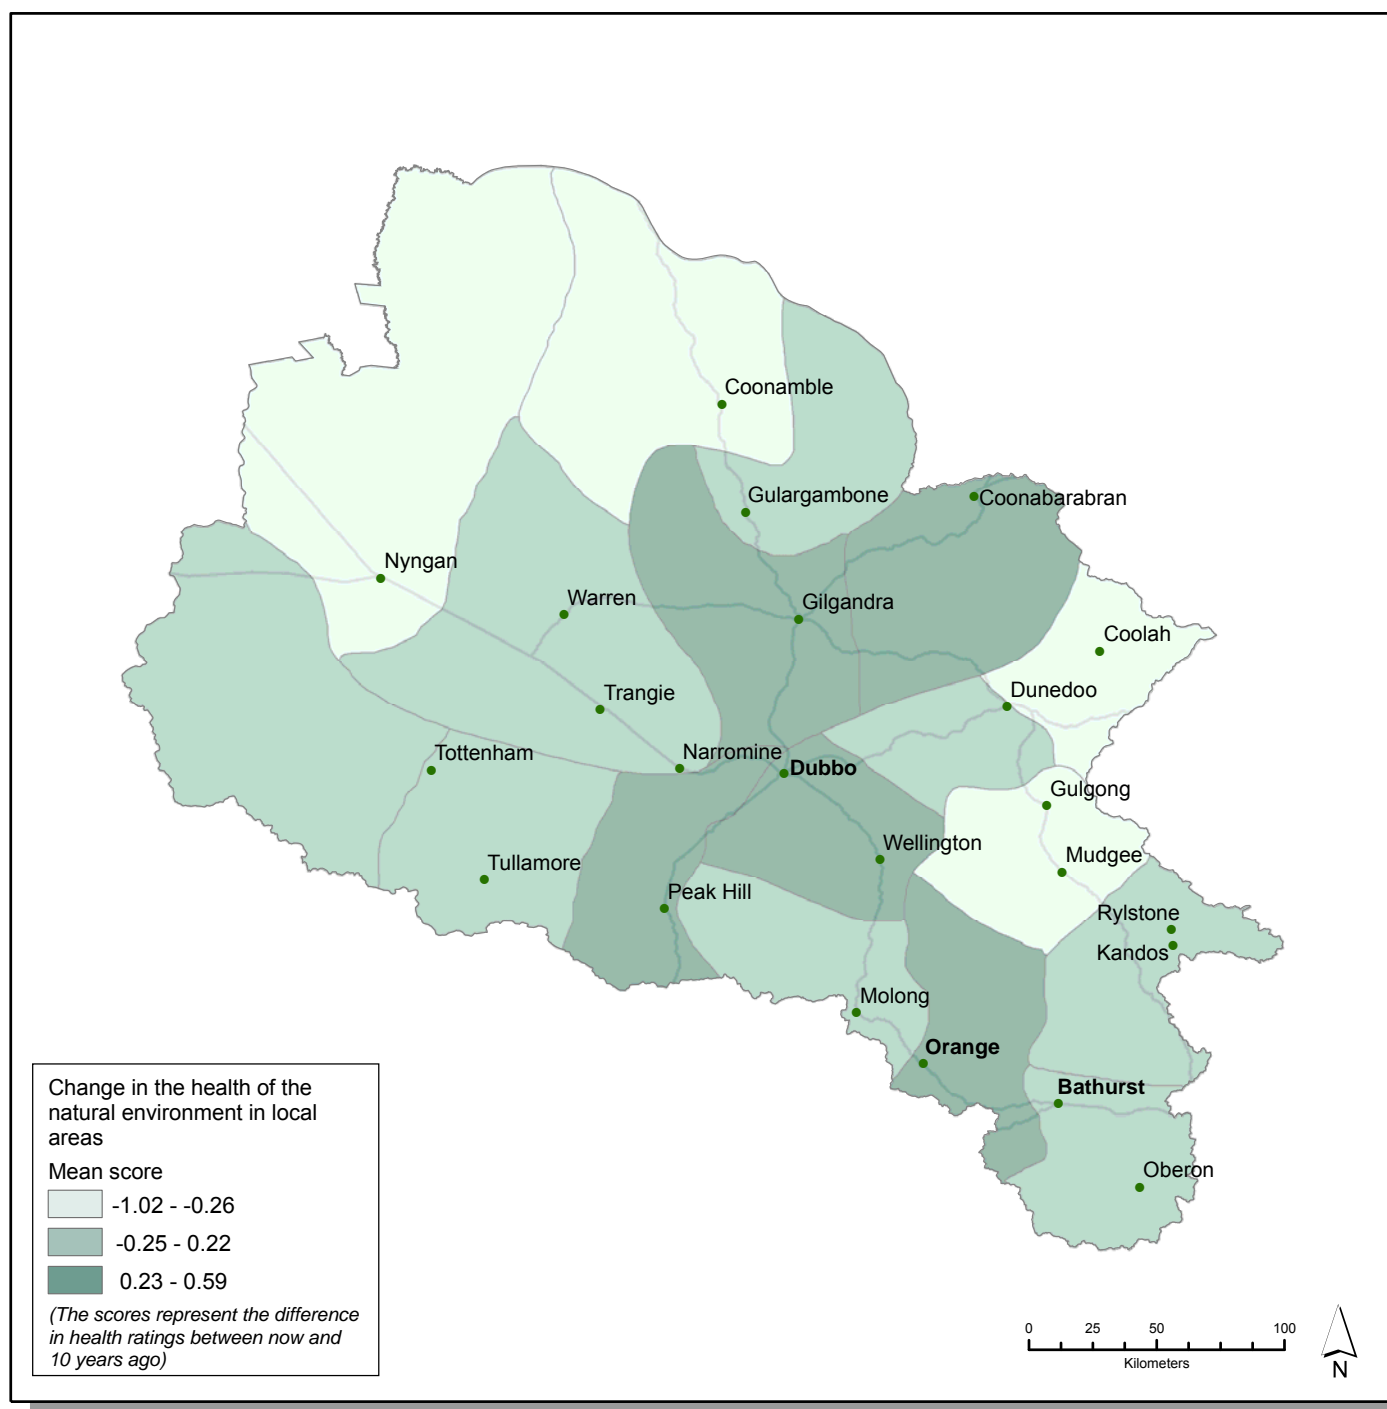 Coonamble
Gulargambone
Coonabarabran
Nyngan
Warren
Gilgandra
Coolah
Trangie
Dunedoo
Tottenham
Narromine
Dubbo
Gulgong
Wellington
Mudgee
Tullamore
Peak Hill
Rylstone
Kandos
Molong
Orange
Bathurst
Oberon
Change in the health of the
natural environment in local
areas
Mean score
-1.02 - -0.26
-0.25 - 0.22
0.23 - 0.59
(The scores represent the difference
in health ratings between now and
10 years ago)
0 25 50 100
Kilometers
N